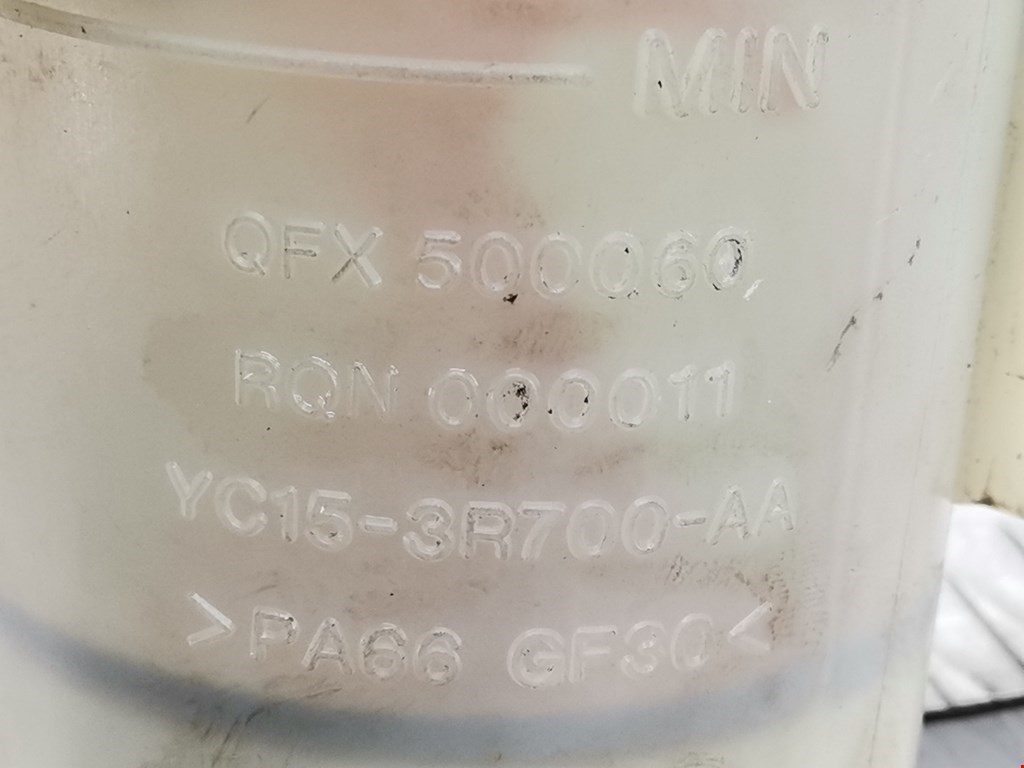 MIN
QFX 500060
RQN 000011
YC15-3R700-AA
>PA66 GF30<